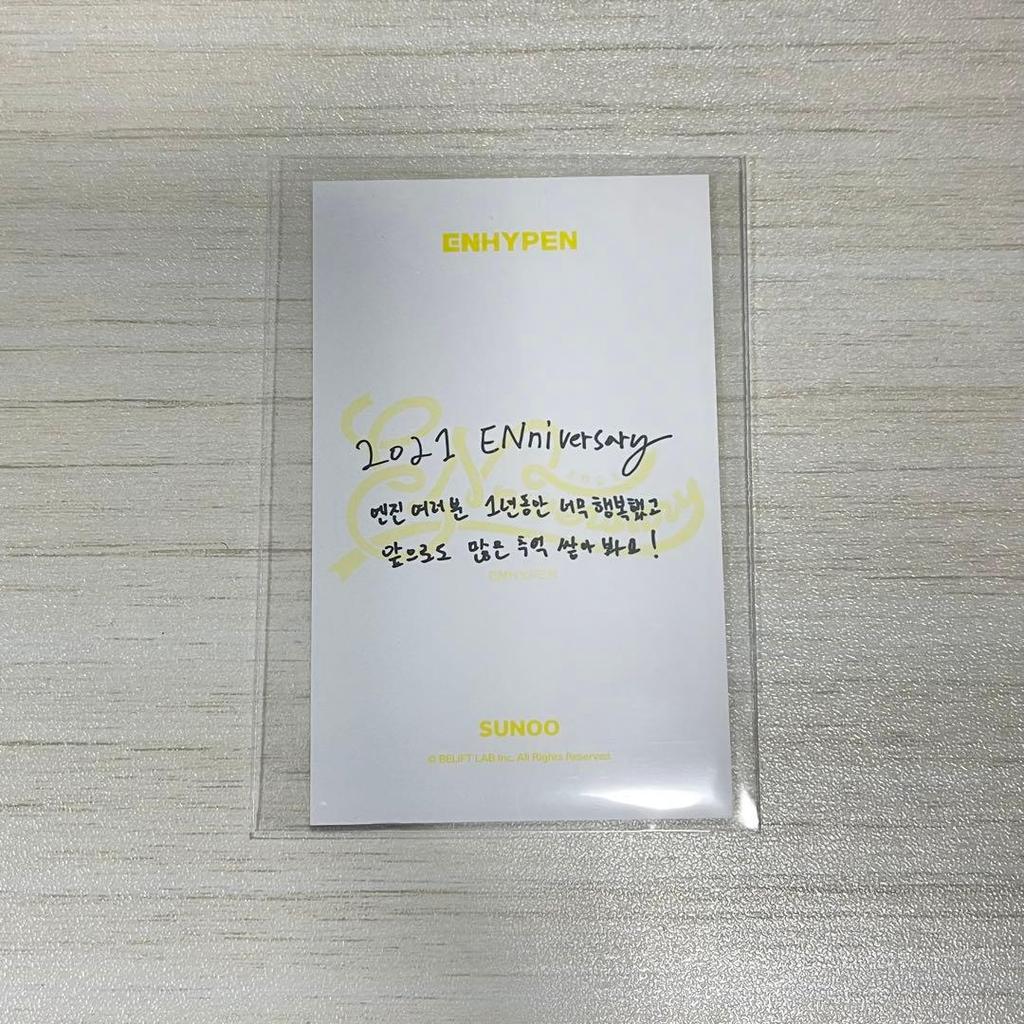 ENHYPEN
2021 ENniversary
엔진 여러분 1년동안 너무 행복했고
앞으로도 많은 추억 쌓아 봐요!
ENHYPEN
SUNOO
© BELIFT LAB Inc. All Rights Reserved.